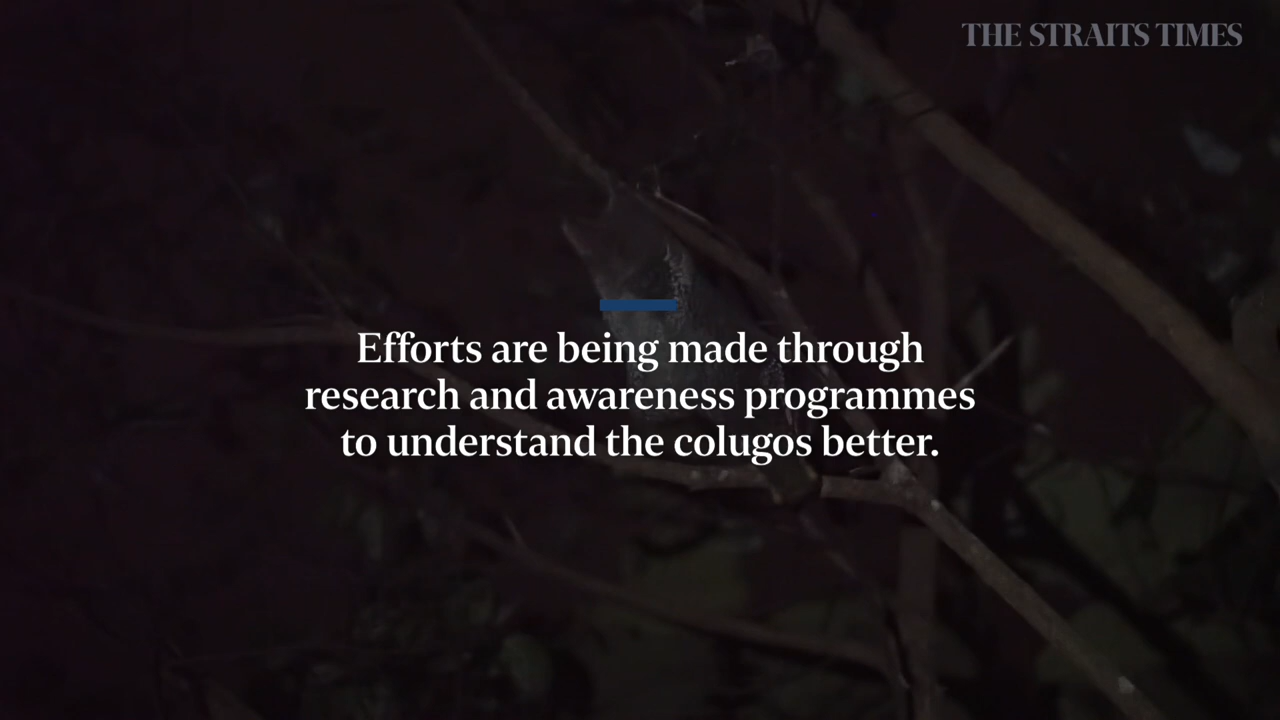 THE STRAITS TIMES
Efforts are being made through
research and awareness programmes
to understand the colugos better.